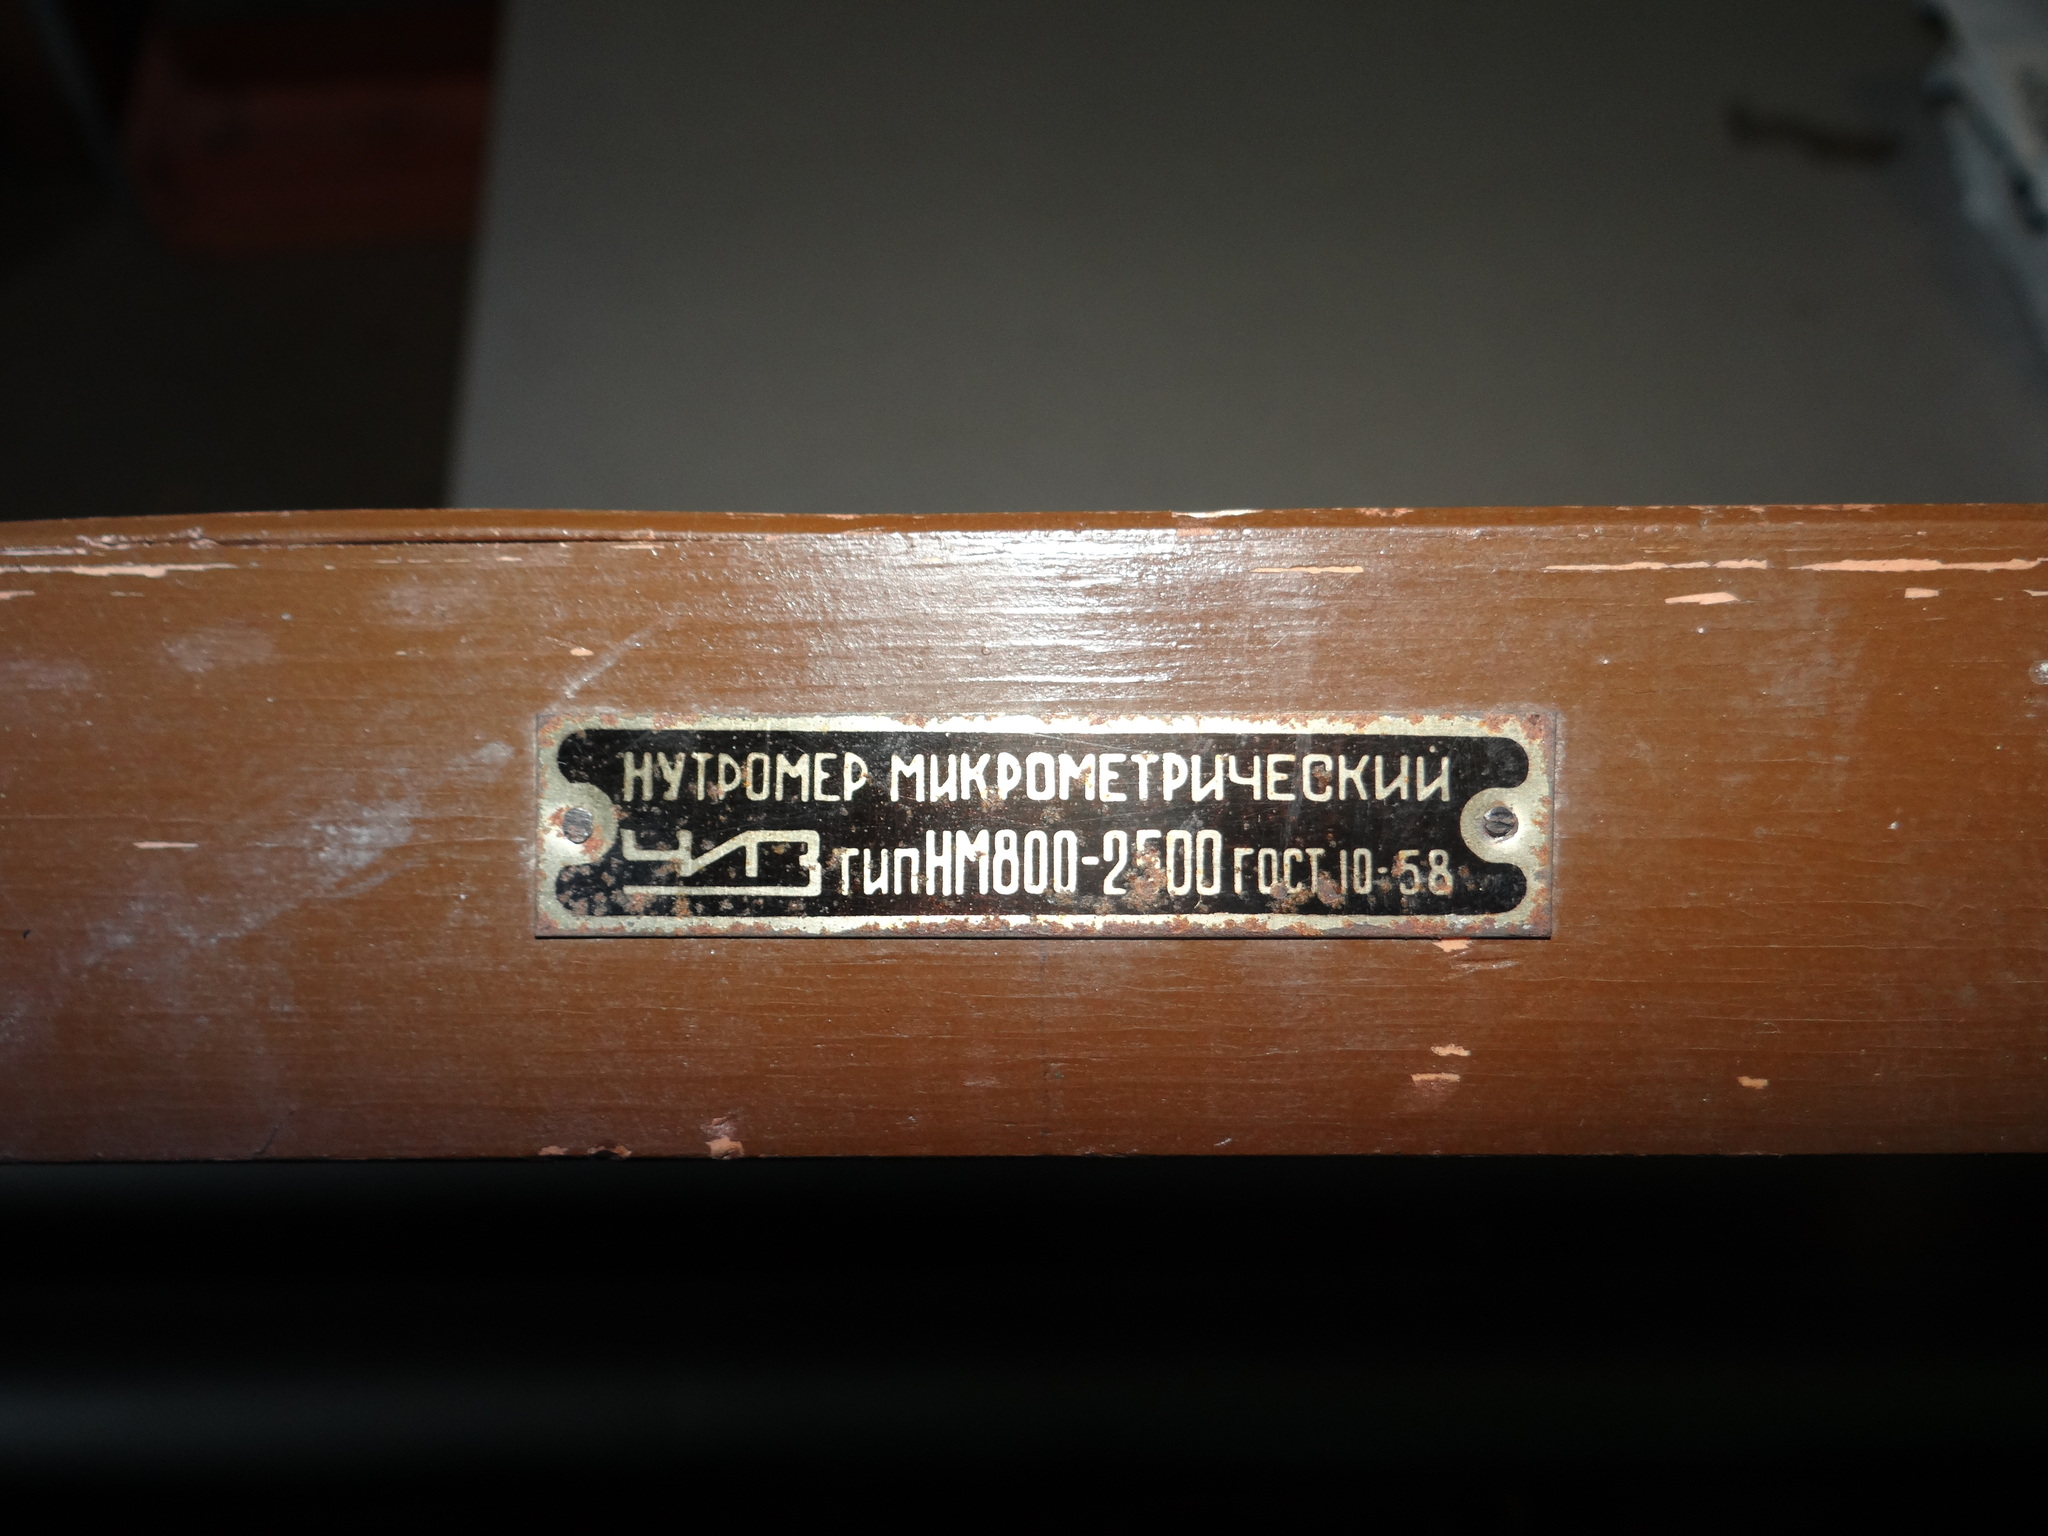 НУТРОМЕР МИКРОМЕТРИЧЕСКИЙ
ЧИЗ тип НМ800-2500 ГОСТ 10-58